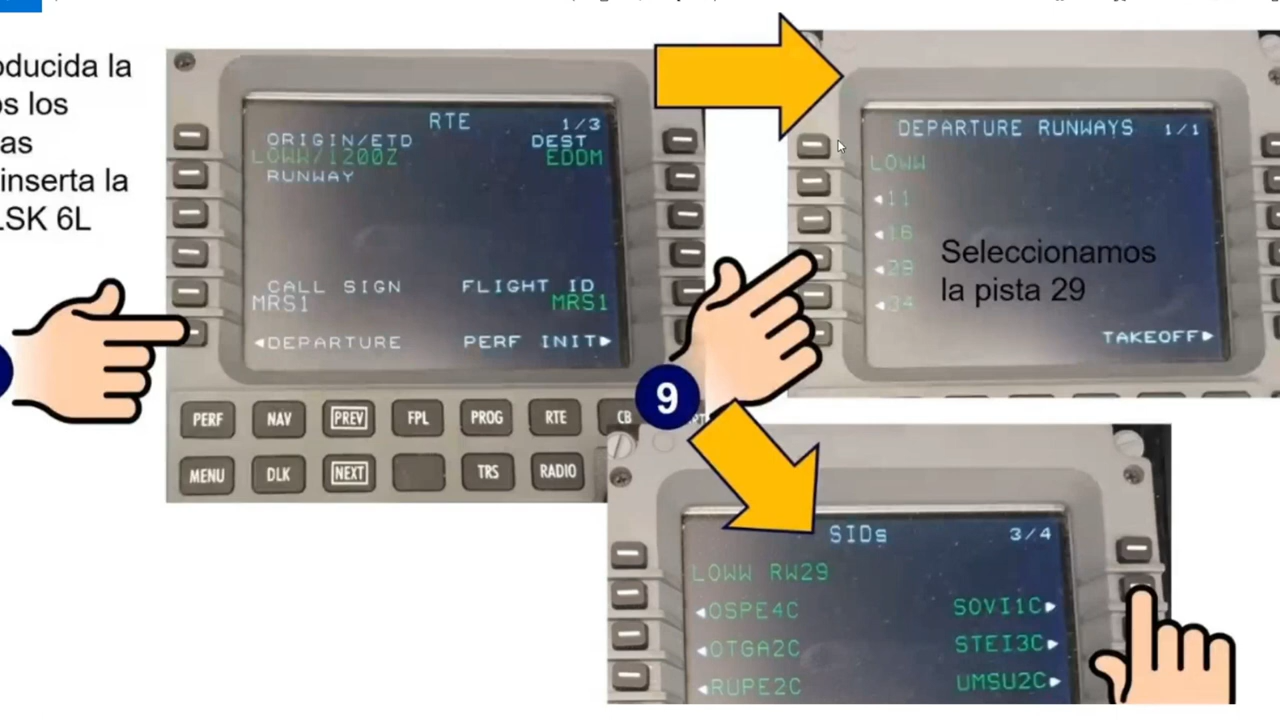 oducida la
os los
as
inserta la
LSK 6L
RTE 1/3
ORIGIN/ETD DEST
LOWW/1200Z EDDM
RUNWAY
CALL SIGN FLIGHT ID
MRS1 MRS1
◄DEPARTURE PERF INIT►
PERF NAV PREV FPL PROG RTE CB
MENU DLK NEXT TRS RADIO
DEPARTURE RUNWAYS 1/1
LOWW
◄11
◄16
◄29
◄34
TAKEOFF►
Seleccionamos
la pista 29
9
SIDs 3/4
LOWW RW29
◄OSPE4C SOVI1C►
◄OTGA2C STEI3C►
◄RUPE2C UMSU2C►